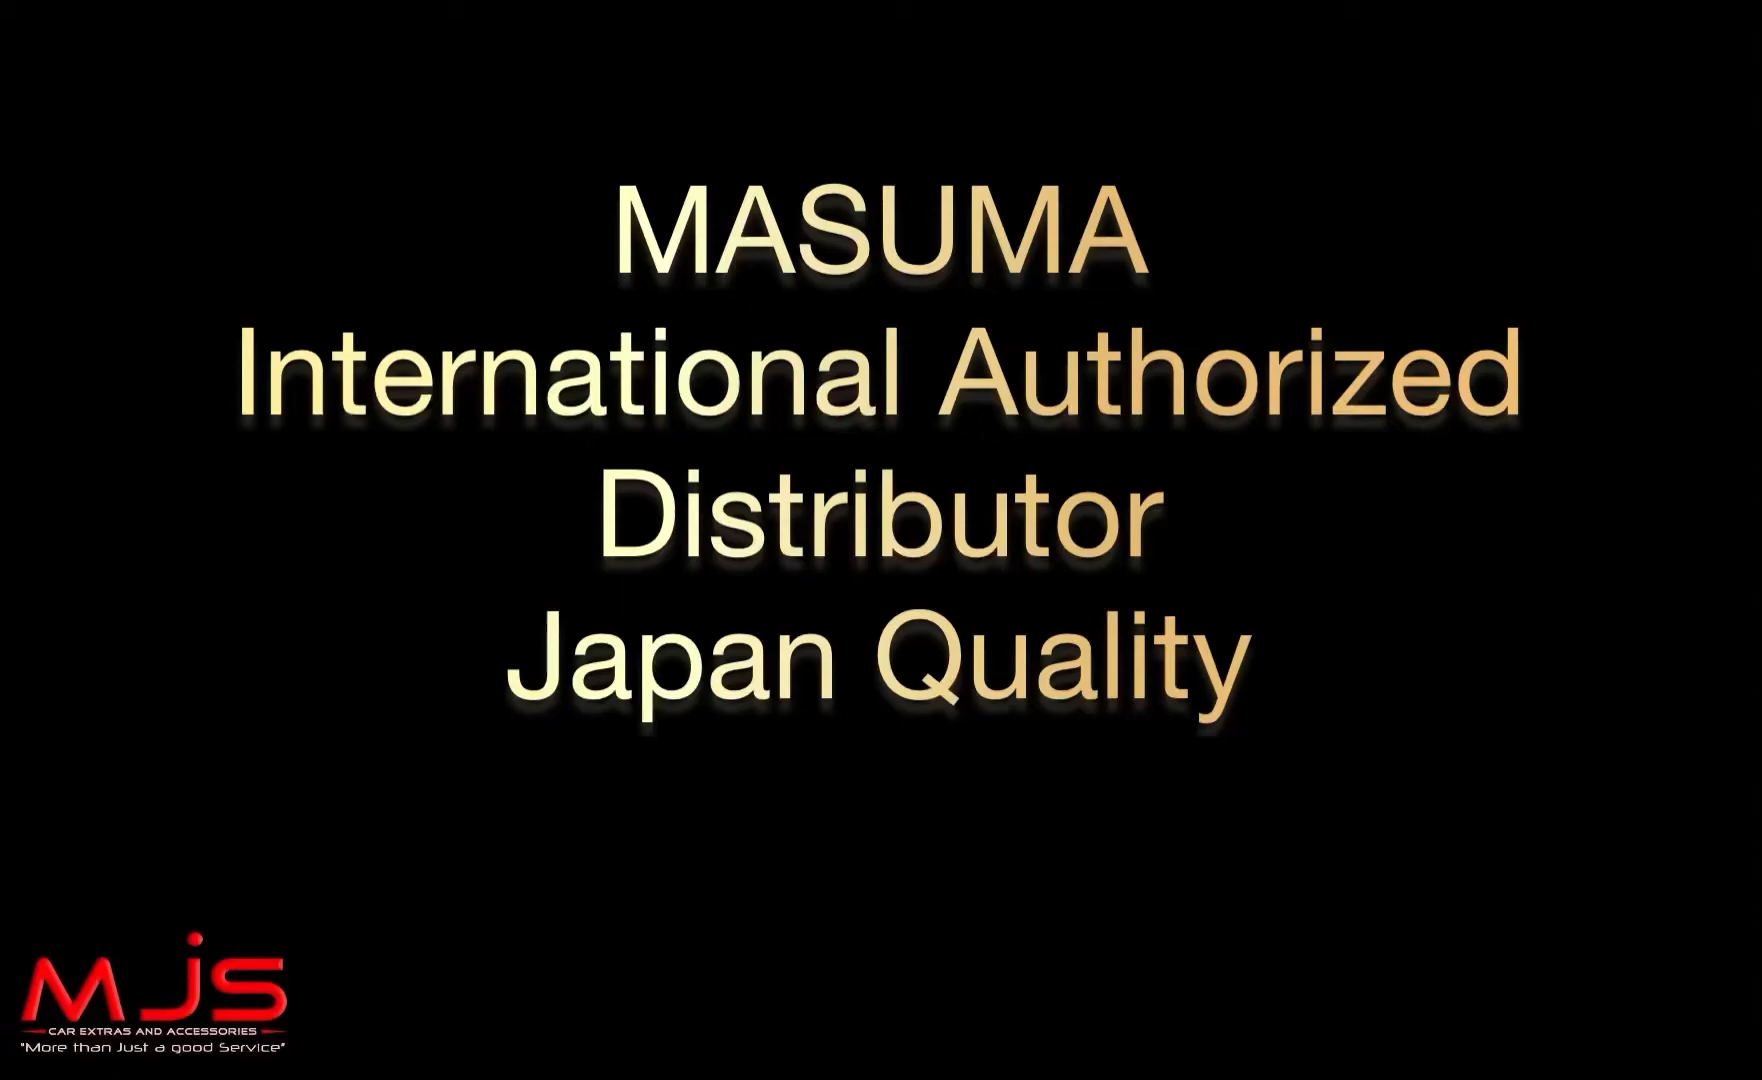 MASUMA
International Authorized
Distributor
Japan Quality
MJS
CAR EXTRAS AND ACCESSORIES
"More than Just a good Service"